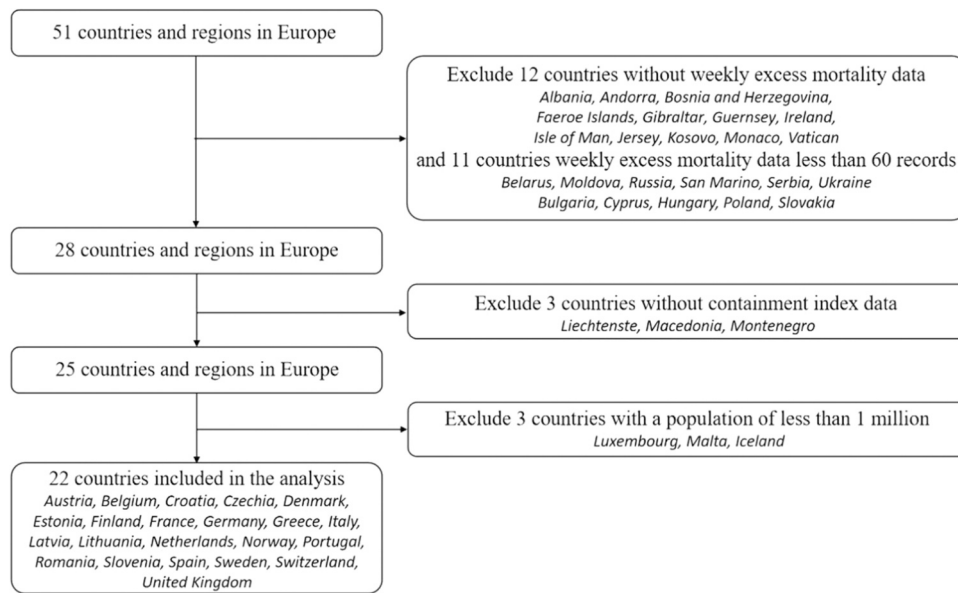 51 countries and regions in Europe
Exclude 12 countries without weekly excess mortality data
Albania, Andorra, Bosnia and Herzegovina,
Faeroe Islands, Gibraltar, Guernsey, Ireland,
Isle of Man, Jersey, Kosovo, Monaco, Vatican
and 11 countries weekly excess mortality data less than 60 records
Belarus, Moldova, Russia, San Marino, Serbia, Ukraine
Bulgaria, Cyprus, Hungary, Poland, Slovakia
28 countries and regions in Europe
Exclude 3 countries without containment index data
Liechtenste, Macedonia, Montenegro
25 countries and regions in Europe
Exclude 3 countries with a population of less than 1 million
Luxembourg, Malta, Iceland
22 countries included in the analysis
Austria, Belgium, Croatia, Czechia, Denmark,
Estonia, Finland, France, Germany, Greece, Italy,
Latvia, Lithuania, Netherlands, Norway, Portugal,
Romania, Slovenia, Spain, Sweden, Switzerland,
United Kingdom